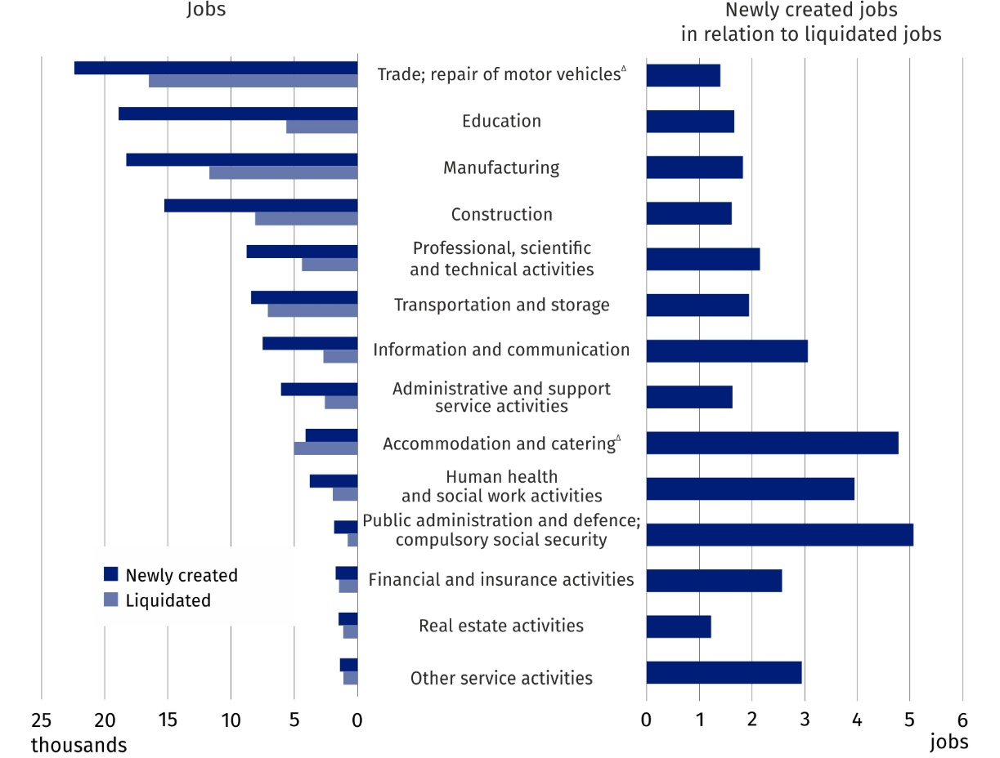 Jobs
Newly created jobs
in relation to liquidated jobs
Trade; repair of motor vehiclesᐃ
Education
Manufacturing
Construction
Professional, scientific
and technical activities
Transportation and storage
Information and communication
Administrative and support
service activities
Accommodation and cateringᐃ
Human health
and social work activities
Public administration and defence;
compulsory social security
Newly created
Liquidated
Financial and insurance activities
Real estate activities
Other service activities
25 20 15 10 5 0
thousands
0 1 2 3 4 5 6
jobs